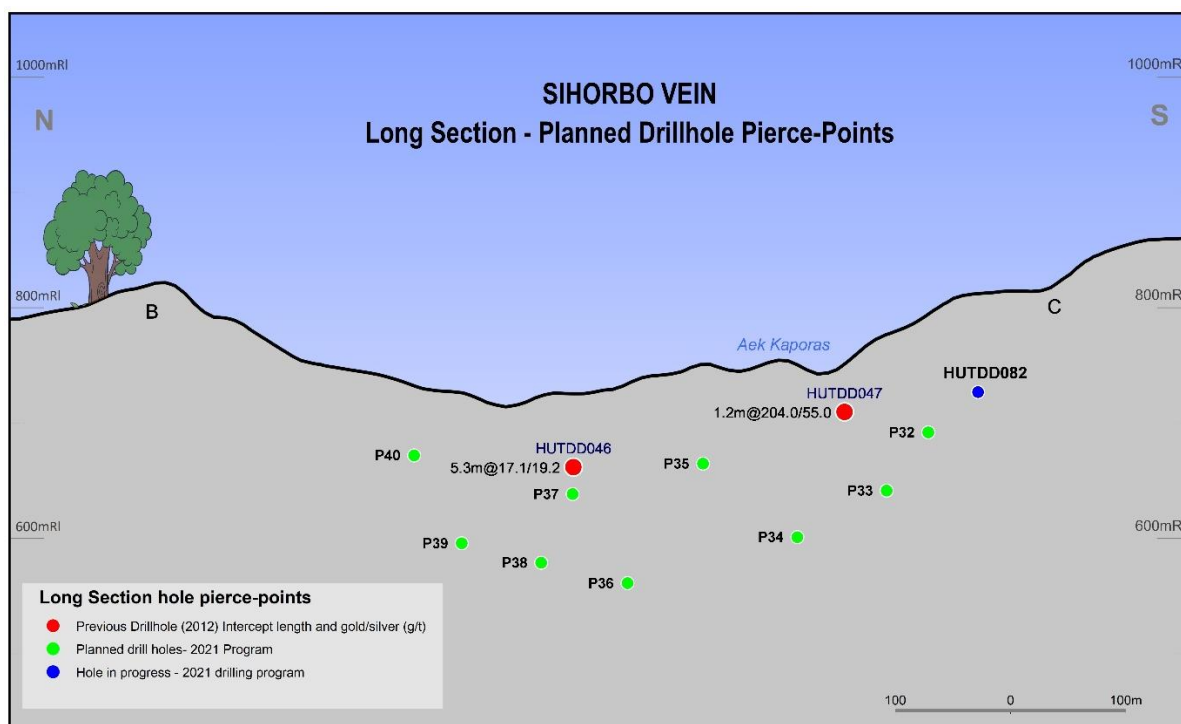 1000mRl
1000mRl
SIHORBO VEIN
N
S
Long Section - Planned Drillhole Pierce-Points
800mRl
800mRl
B
C
Aek Kaporas
HUTDD082
HUTDD047
1.2m@204.0/55.0
P32
HUTDD046
P40
5.3m@17.1/19.2
P35
P37
P33
600mRl
600mRl
P39
P34
P38
P36
Long Section hole pierce-points
Previous Drillhole (2012) Intercept length and gold/silver (g/t)
Planned drill holes- 2021 Program
Hole in progress - 2021 drilling program
100 0 100m